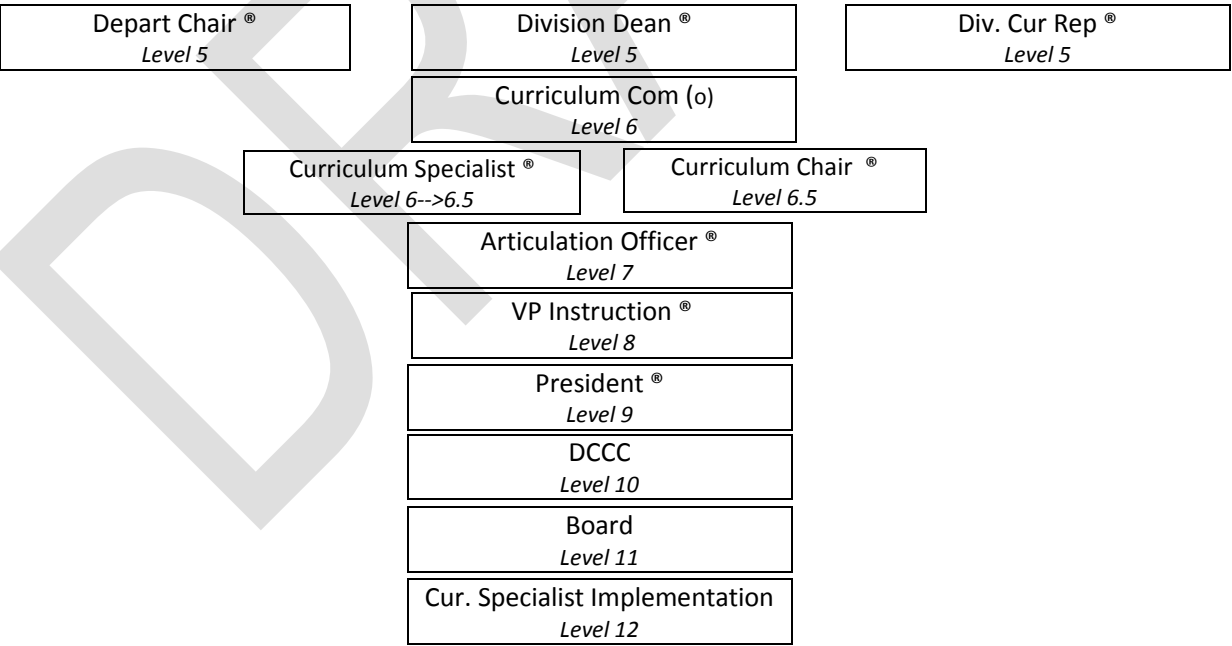 Depart Chair ®
Level 5
Division Dean ®
Level 5
Div. Cur Rep ®
Level 5
Curriculum Com (o)
Level 6
Curriculum Specialist ®
Level 6-->6.5
Curriculum Chair ®
Level 6.5
Articulation Officer ®
Level 7
VP Instruction ®
Level 8
President ®
Level 9
DCCC
Level 10
Board
Level 11
Cur. Specialist Implementation
Level 12